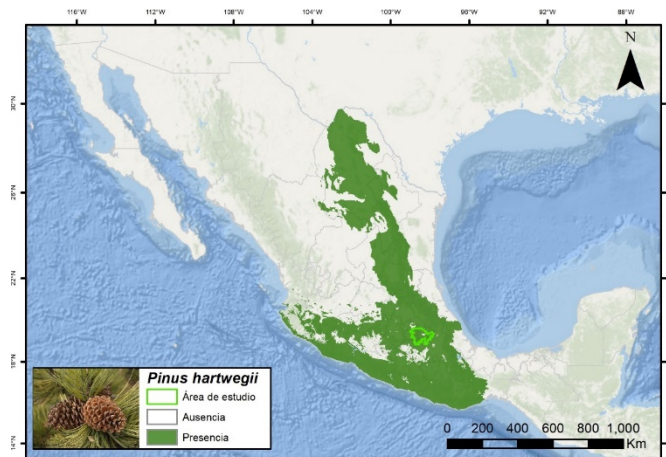 116°W 112°W 108°W 104°W 100°W 96°W 92°W 88°W
N
30°N
26°N
22°N
18°N
14°N
Pinus hartwegii
Área de estudio
Ausencia
Presencia
0 200 400 600 800 1,000
Km